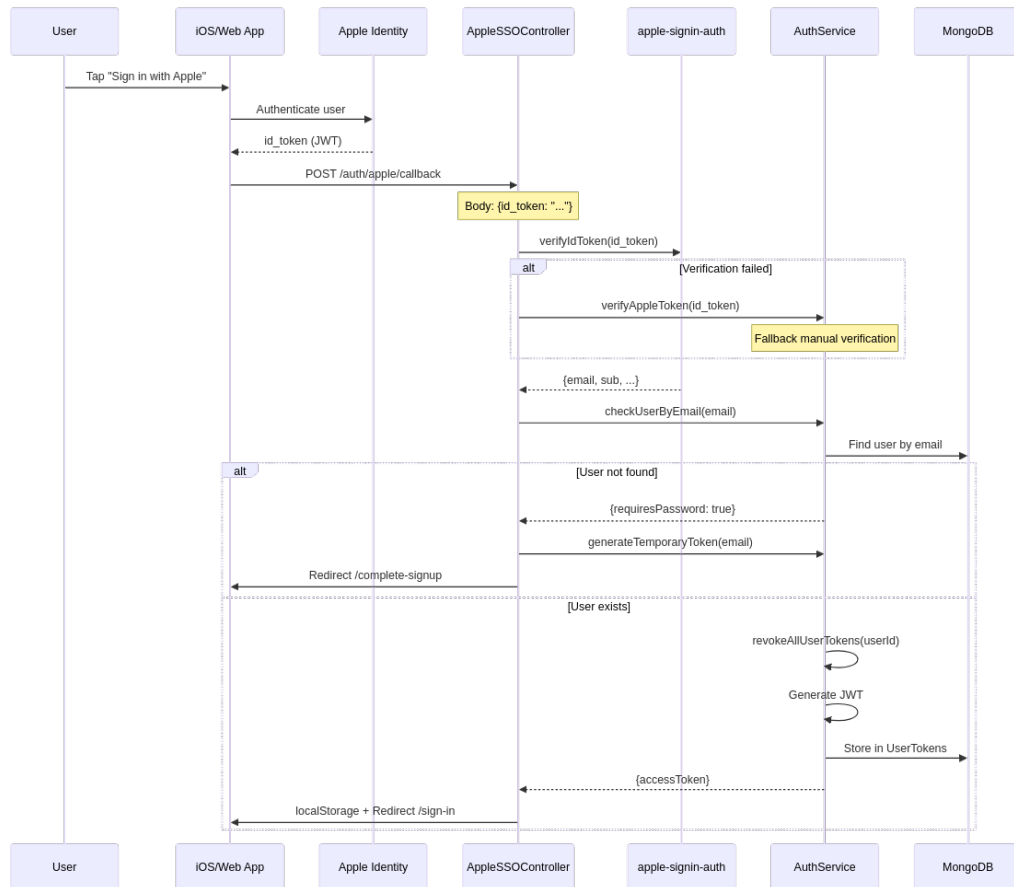 User
iOS/Web App
Apple Identity
AppleSSOController
apple-signin-auth
AuthService
MongoDB
Tap "Sign in with Apple"
Authenticate user
id_token (JWT)
POST /auth/apple/callback
Body: {id_token: "..."}
verifyIdToken(id_token)
alt
[Verification failed]
verifyAppleToken(id_token)
Fallback manual verification
{email, sub, ...}
checkUserByEmail(email)
Find user by email
alt
[User not found]
{requiresPassword: true}
generateTemporaryToken(email)
Redirect /complete-signup
[User exists]
revokeAllUserTokens(userId)
Generate JWT
Store in UserTokens
{accessToken}
localStorage + Redirect /sign-in
User
iOS/Web App
Apple Identity
AppleSSOController
apple-signin-auth
AuthService
MongoDB